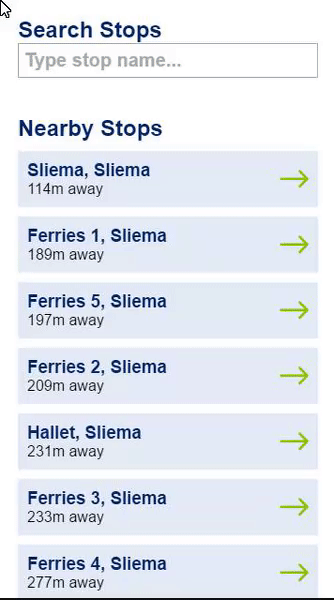 Search Stops
Type stop name...
Nearby Stops
Sliema, Sliema
114m away
Ferries 1, Sliema
189m away
Ferries 5, Sliema
197m away
Ferries 2, Sliema
209m away
Hallet, Sliema
231m away
Ferries 3, Sliema
233m away
Ferries 4, Sliema
277m away